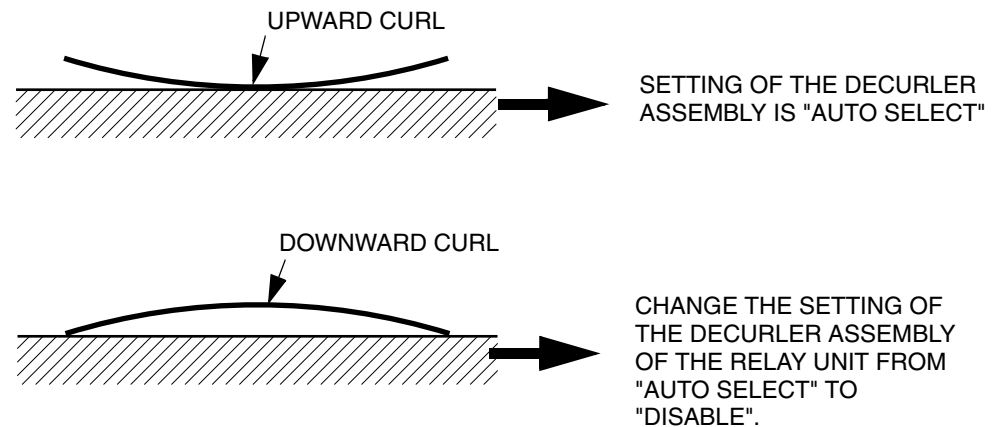 UPWARD CURL
SETTING OF THE DECURLER
ASSEMBLY IS "AUTO SELECT"
DOWNWARD CURL
CHANGE THE SETTING OF
THE DECURLER ASSEMBLY
OF THE RELAY UNIT FROM
"AUTO SELECT" TO
"DISABLE".